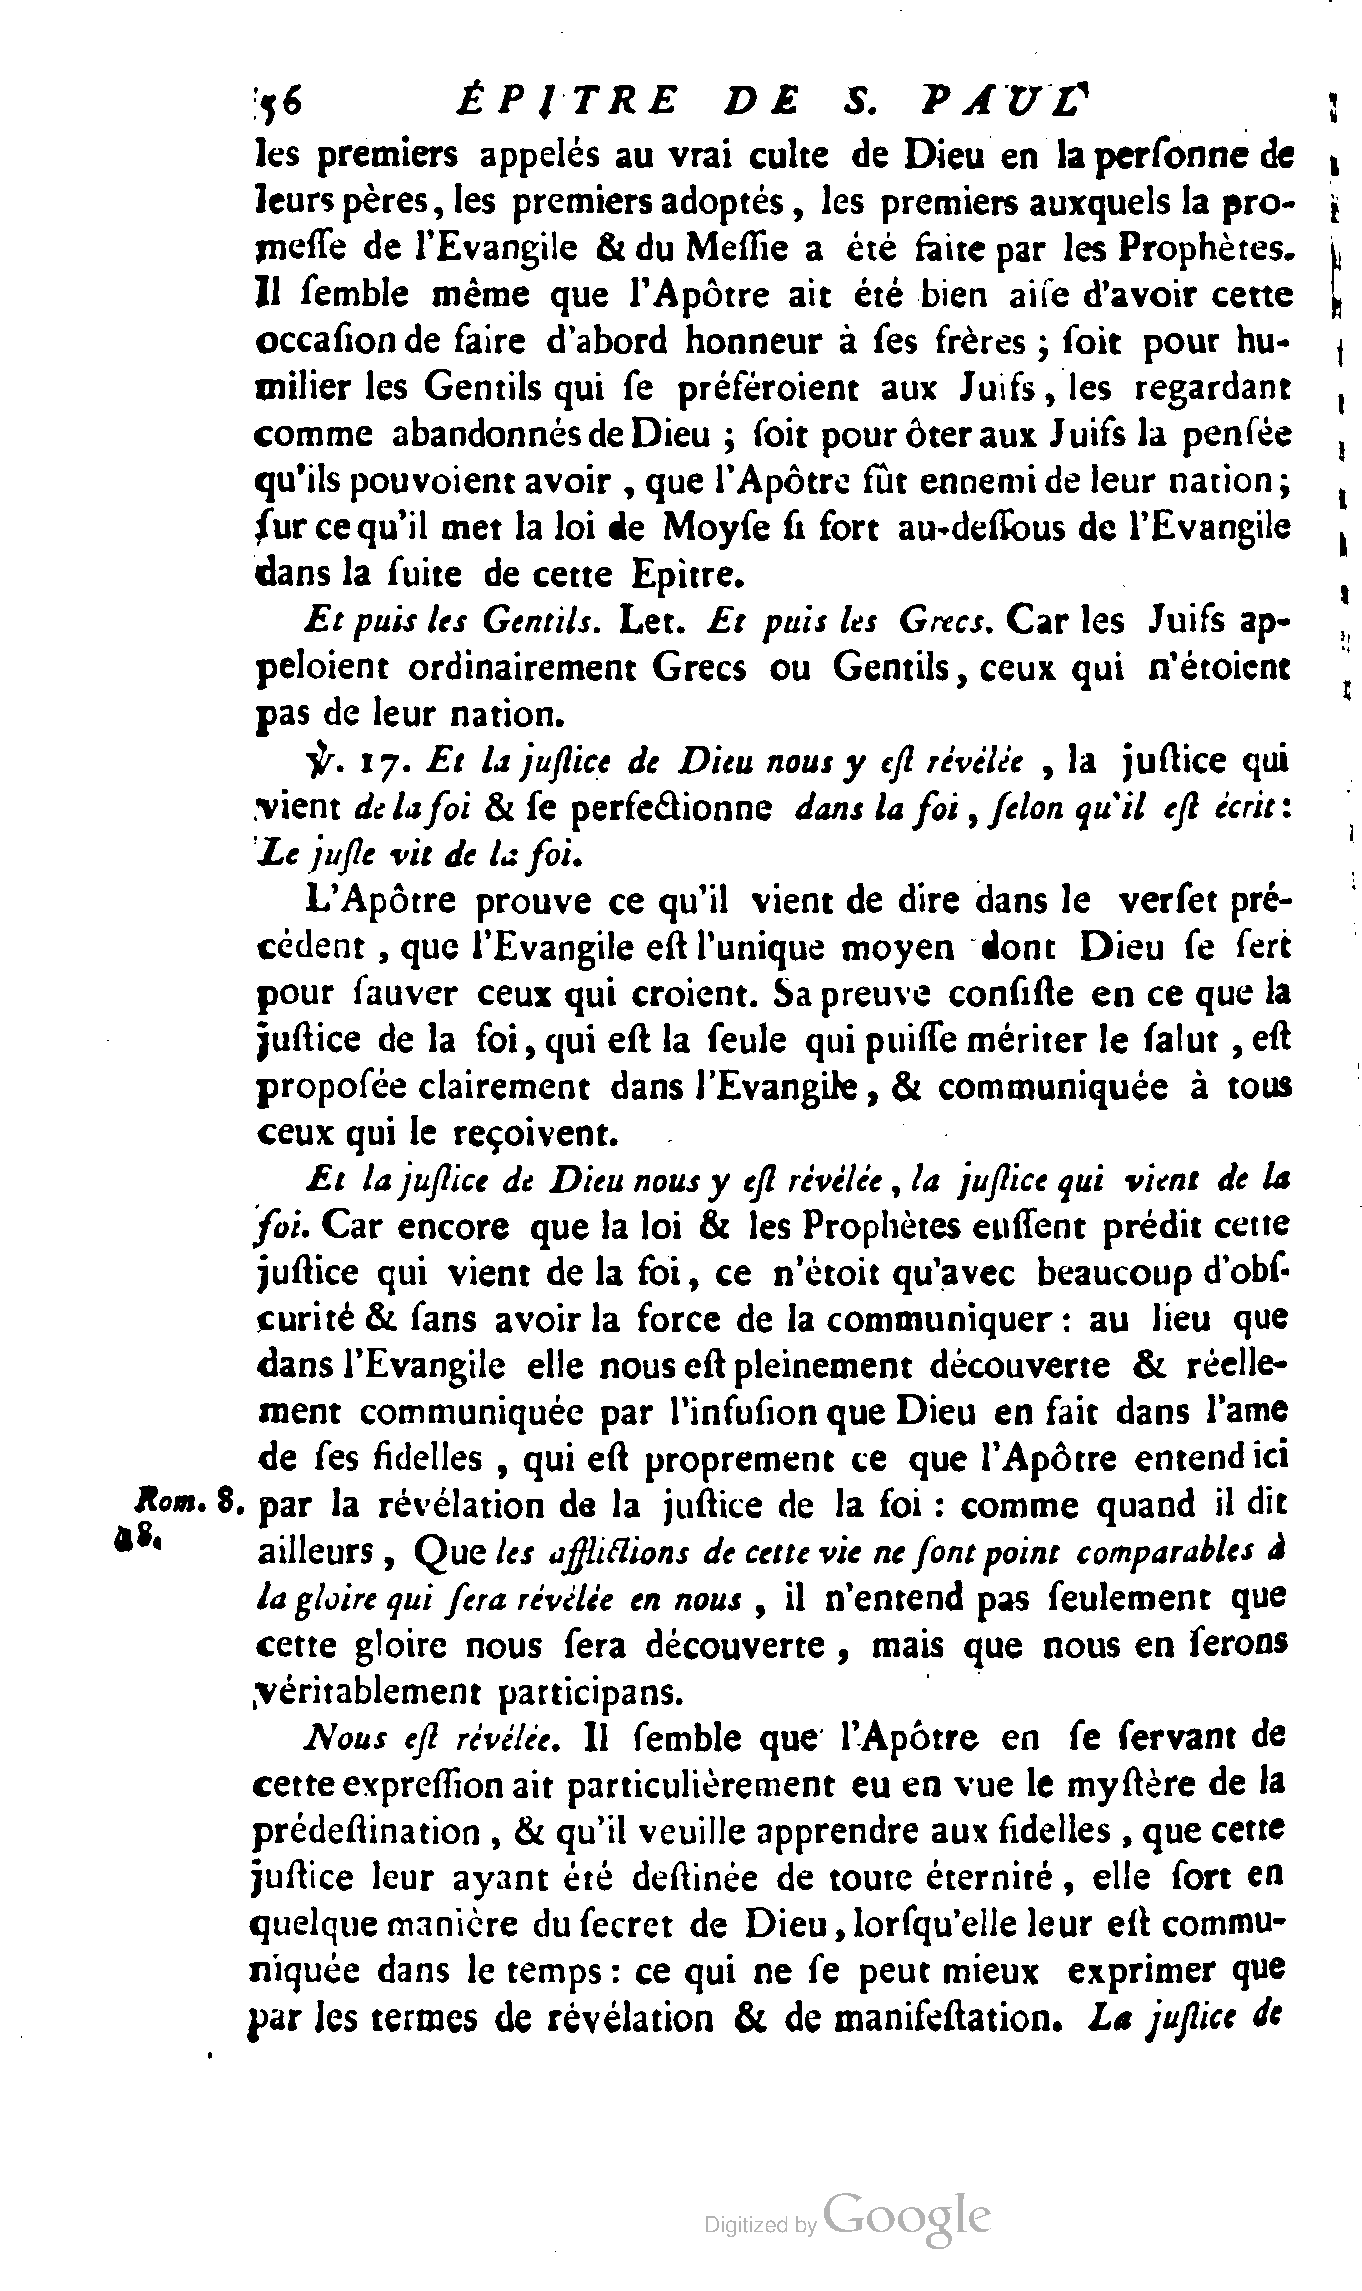 56 ÉPITRE DE S. PAUL
les premiers appelés au vrai culte de Dieu en la perſonne de
leurs pères, les premiers adoptés, les premiers auxquels la pro-
meſſe de l'Evangile & du Meſſie a été faite par les Prophètes.
Il ſemble même que l'Apôtre ait été bien aiſe d'avoir cette
occaſion de faire d'abord honneur à ſes frères ; ſoit pour hu-
milier les Gentils qui ſe préféroient aux Juifs, les regardant
comme abandonnés de Dieu ; ſoit pour ôter aux Juifs la penſée
qu'ils pouvoient avoir, que l'Apôtre fût ennemi de leur nation;
ſur ce qu'il met la loi de Moyſe ſi fort au-deſſous de l'Evangile
dans la ſuite de cette Epître.
Et puis les Gentils. Let. Et puis les Grecs. Car les Juifs ap-
peloient ordinairement Grecs ou Gentils, ceux qui n'étoient
pas de leur nation.
℣. 17. Et la juſtice de Dieu nous y eſt révélée, la juſtice qui
vient de la foi & ſe perfectionne dans la foi, ſelon qu'il eſt écrit:
Le juſte vit de la foi.
L'Apôtre prouve ce qu'il vient de dire dans le verſet pré-
cédent, que l'Evangile eſt l'unique moyen dont Dieu ſe ſert
pour ſauver ceux qui croient. Sa preuve conſiſte en ce que la
juſtice de la foi, qui eſt la ſeule qui puiſſe mériter le ſalut, eſt
propoſée clairement dans l'Evangile, & communiquée à tous
ceux qui le reçoivent.
Et la juſtice de Dieu nous y eſt révélée, la juſtice qui vient de la
foi. Car encore que la loi & les Prophètes euſſent prédit cette
juſtice qui vient de la foi, ce n'étoit qu'avec beaucoup d'obſ-
curité & ſans avoir la force de la communiquer : au lieu que
dans l'Evangile elle nous eſt pleinement découverte & réelle-
ment communiquée par l'infuſion que Dieu en fait dans l'ame
de ſes fidelles, qui eſt proprement ce que l'Apôtre entend ici
Rom. 8. par la révélation de la juſtice de la foi : comme quand il dit
18. ailleurs, Que les afflictions de cette vie ne ſont point comparables à
la gloire qui ſera révélée en nous, il n'entend pas ſeulement que
cette gloire nous ſera découverte, mais que nous en ſerons
véritablement participans.
Nous eſt révélée. Il ſemble que l'Apôtre en ſe ſervant de
cette expreſſion ait particulièrement eu en vue le myſtère de la
prédeſtination, & qu'il veuille apprendre aux fidelles, que cette
juſtice leur ayant été deſtinée de toute éternité, elle ſort en
quelque manière du ſecret de Dieu, lorſqu'elle leur eſt commu-
niquée dans le temps : ce qui ne ſe peut mieux exprimer que
par les termes de révélation & de manifeſtation. La juſtice de
Digitized by Google